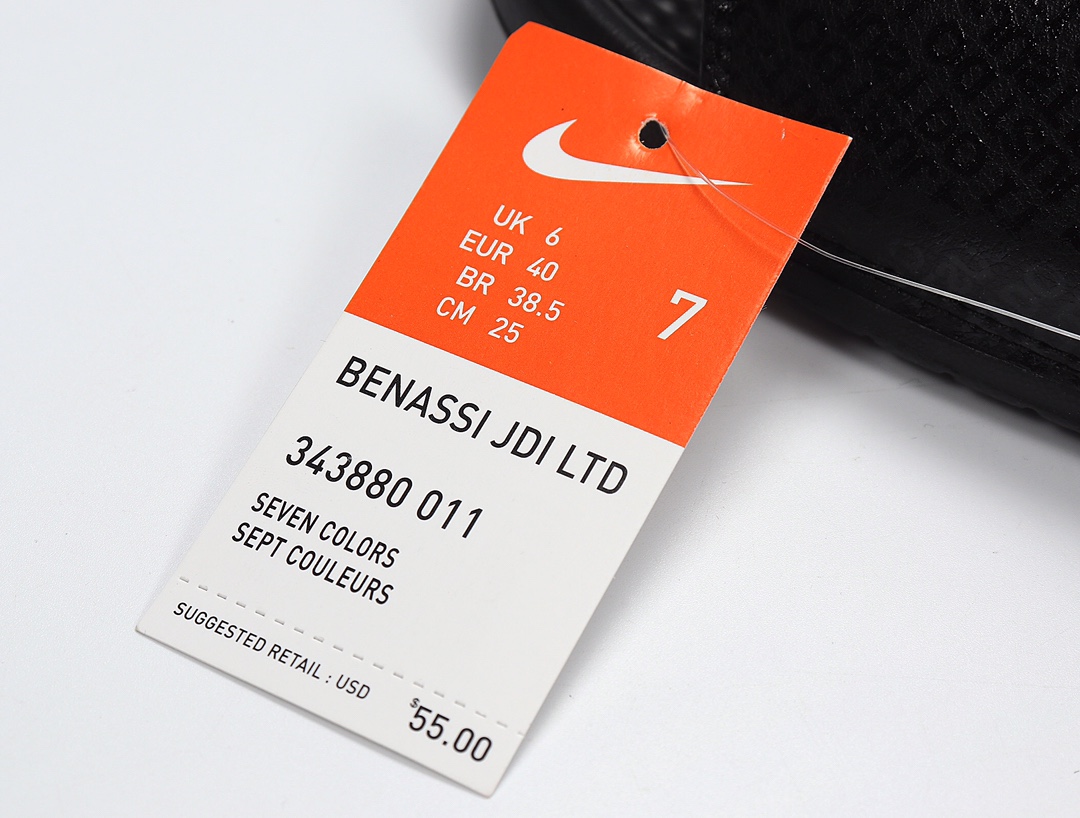 UK 6
EUR 40
BR 38.5
CM 25
7
BENASSI JDI LTD
343880 011
SEVEN COLORS
SEPT COULEURS
SUGGESTED RETAIL : USD
$55.00